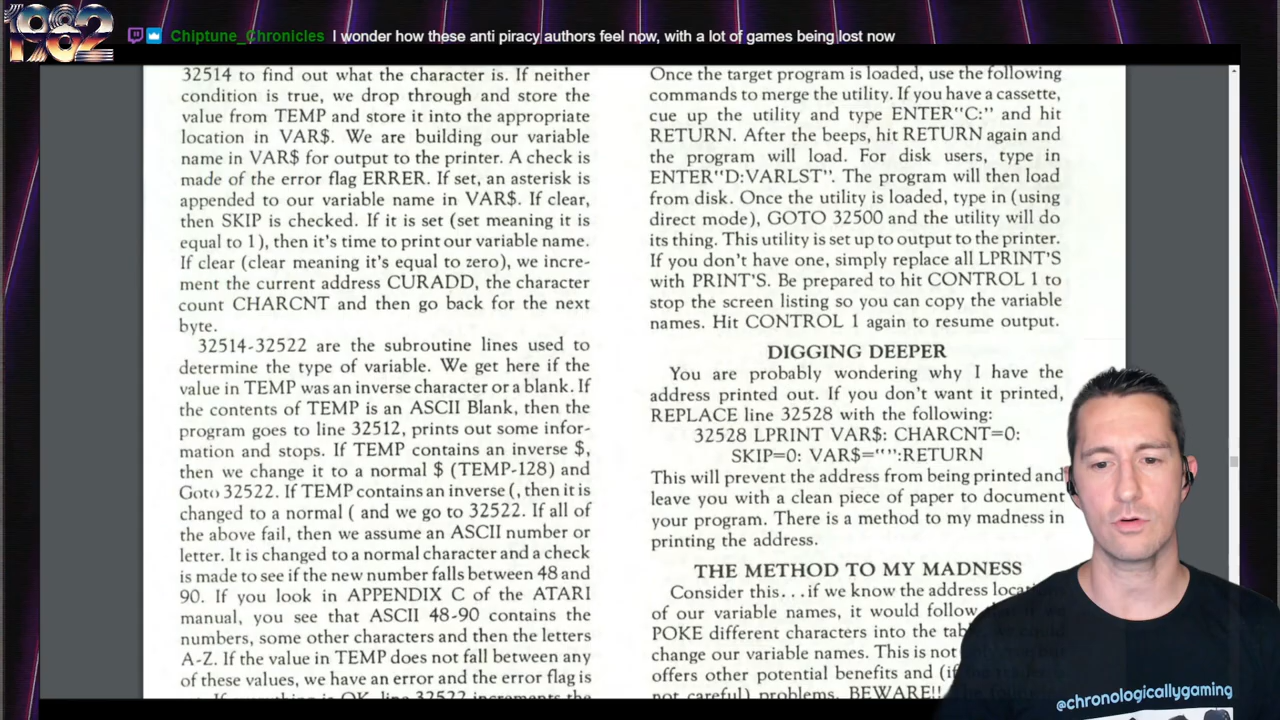 1982
Chiptune_Chronicles I wonder how these anti piracy authors feel now, with a lot of games being lost now
32514 to find out what the character is. If neither
condition is true, we drop through and store the
value from TEMP and store it into the appropriate
location in VAR$. We are building our variable
name in VAR$ for output to the printer. A check is
made of the error flag ERRER. If set, an asterisk is
appended to our variable name in VAR$. If clear,
then SKIP is checked. If it is set (set meaning it is
equal to 1), then it's time to print our variable name.
If clear (clear meaning it's equal to zero), we incre-
ment the current address CURADD, the character
count CHARCNT and then go back for the next
byte.
32514-32522 are the subroutine lines used to
determine the type of variable. We get here if the
value in TEMP was an inverse character or a blank. If
the contents of TEMP is an ASCII Blank, then the
program goes to line 32512, prints out some infor-
mation and stops. If TEMP contains an inverse $,
then we change it to a normal $ (TEMP-128) and
Goto 32522. If TEMP contains an inverse (, then it is
changed to a normal ( and we go to 32522. If all of
the above fail, then we assume an ASCII number or
letter. It is changed to a normal character and a check
is made to see if the new number falls between 48 and
90. If you look in APPENDIX C of the ATARI
manual, you see that ASCII 48-90 contains the
numbers, some other characters and then the letters
A-Z. If the value in TEMP does not fall between any
of these values, we have an error and the error flag is
set. If everything is OK, line 32522 increments the
Once the target program is loaded, use the following
commands to merge the utility. If you have a cassette,
cue up the utility and type ENTER"C:" and hit
RETURN. After the beeps, hit RETURN again and
the program will load. For disk users, type in
ENTER"D:VARLST". The program will then load
from disk. Once the utility is loaded, type in (using
direct mode), GOTO 32500 and the utility will do
its thing. This utility is set up to output to the printer.
If you don't have one, simply replace all LPRINT'S
with PRINT'S. Be prepared to hit CONTROL 1 to
stop the screen listing so you can copy the variable
names. Hit CONTROL 1 again to resume output.
DIGGING DEEPER
You are probably wondering why I have the
address printed out. If you don't want it printed,
REPLACE line 32528 with the following:
32528 LPRINT VAR$: CHARCNT=0:
SKIP=0: VAR$="":RETURN
This will prevent the address from being printed and
leave you with a clean piece of paper to document
your program. There is a method to my madness in
printing the address.
THE METHOD TO MY MADNESS
Consider this...if we know the address
of our variable names, it would follow
POKE different characters into the
change our variable names. This is not
offers other potential benefits and
not careful) problems. BEWARE!!
@chronologicallygaming